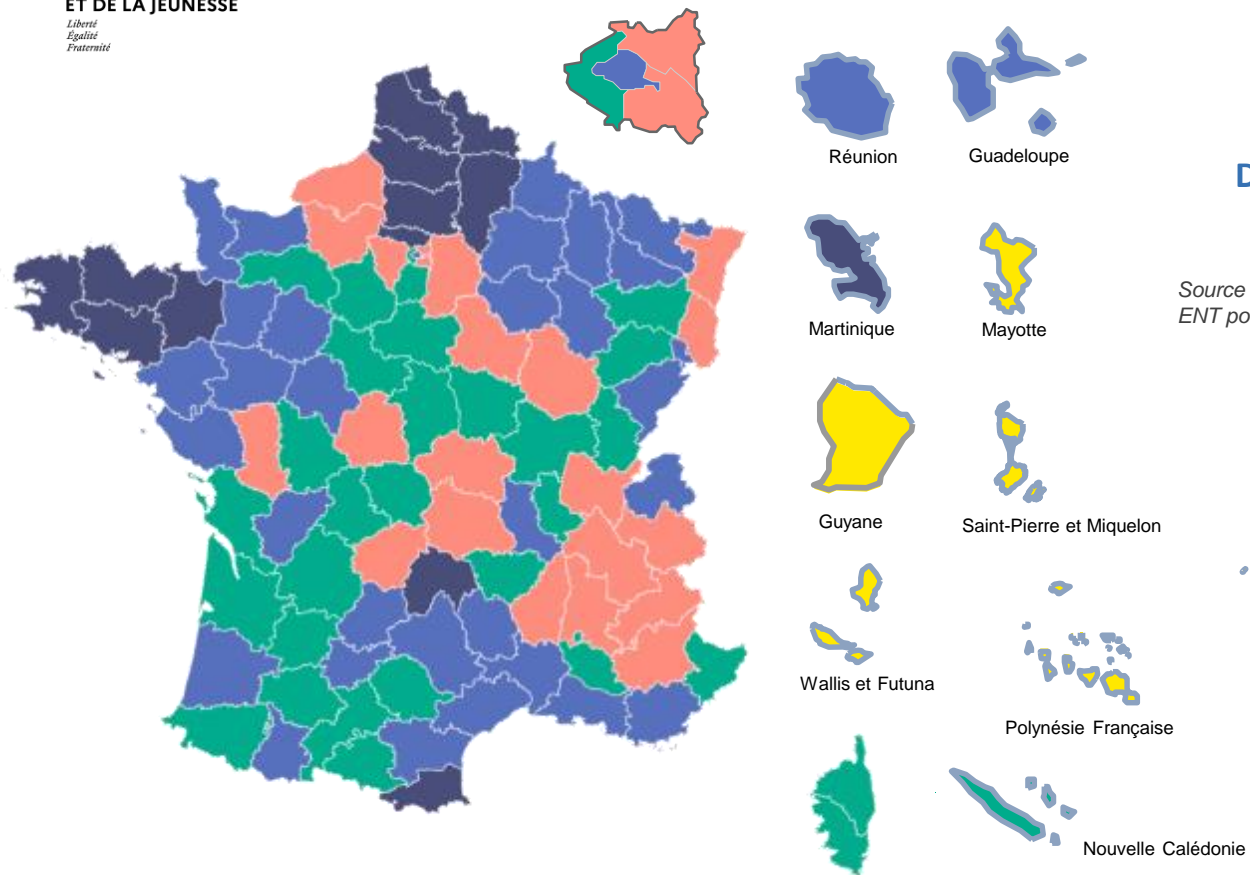 ET DE LA JEUNESSE
Liberté
Égalité
Fraternité
Réunion
Guadeloupe
D
Martinique
Mayotte
Source
ENT po
Guyane
Saint-Pierre et Miquelon
Wallis et Futuna
Polynésie Française
Nouvelle Calédonie